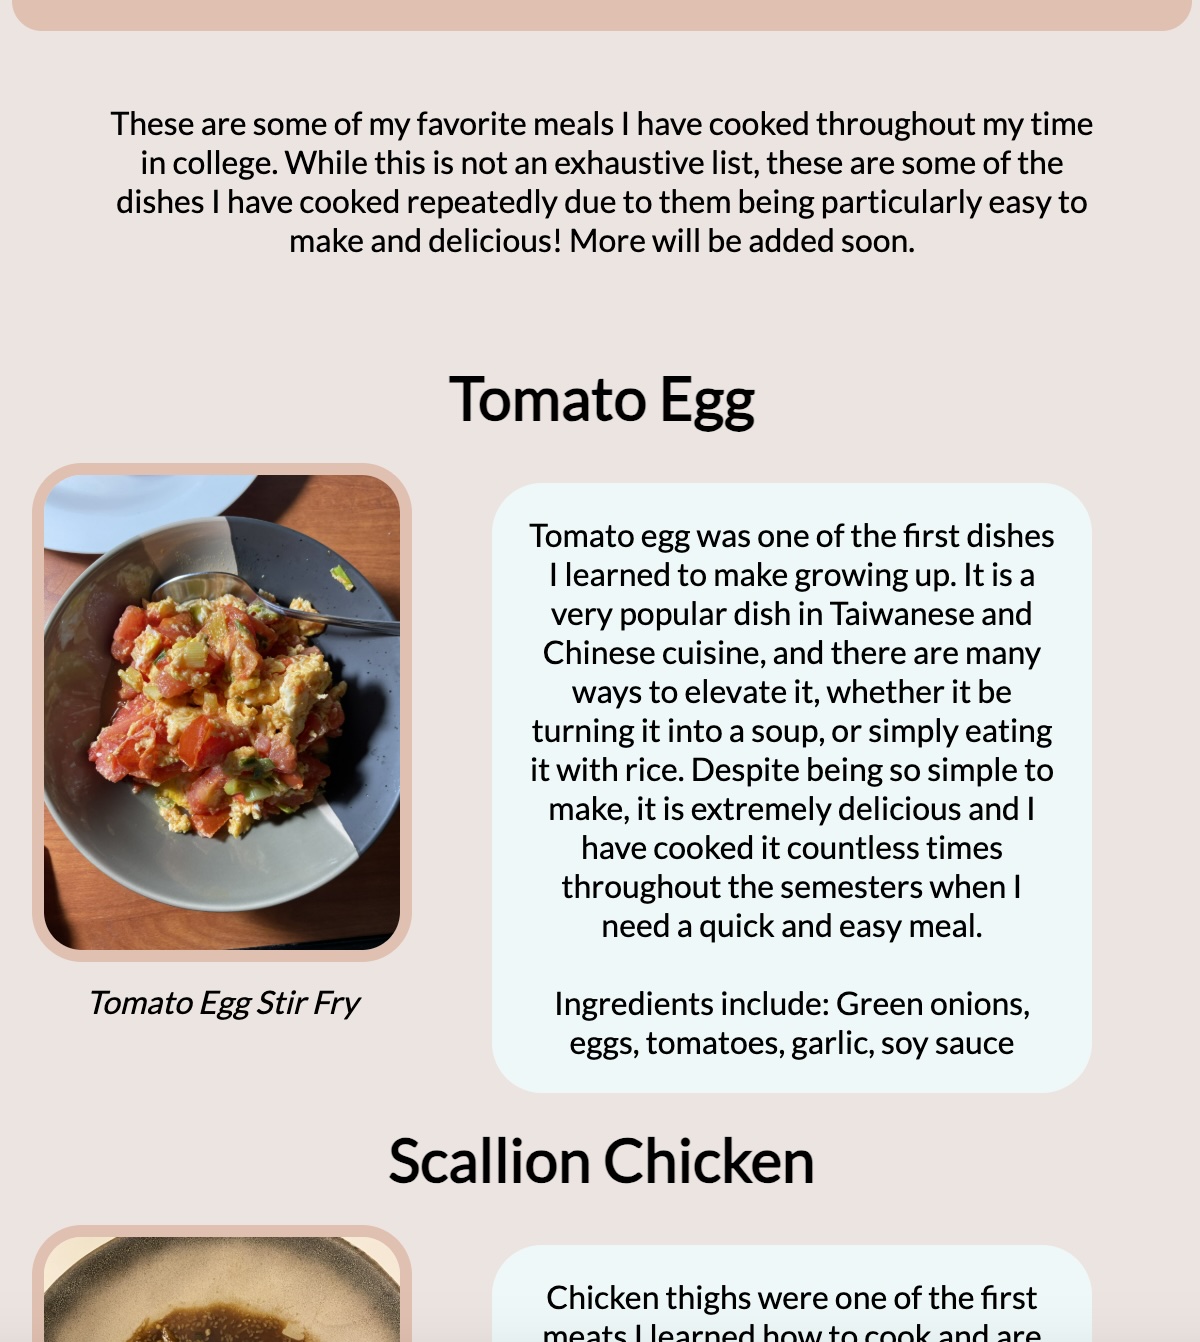 These are some of my favorite meals I have cooked throughout my time
in college. While this is not an exhaustive list, these are some of the
dishes I have cooked repeatedly due to them being particularly easy to
make and delicious! More will be added soon.
Tomato Egg
Tomato egg was one of the first dishes
I learned to make growing up. It is a
very popular dish in Taiwanese and
Chinese cuisine, and there are many
ways to elevate it, whether it be
turning it into a soup, or simply eating
it with rice. Despite being so simple to
make, it is extremely delicious and I
have cooked it countless times
throughout the semesters when I
need a quick and easy meal.
Ingredients include: Green onions,
eggs, tomatoes, garlic, soy sauce
Tomato Egg Stir Fry
Scallion Chicken
Chicken thighs were one of the first
meats I learned how to cook and are